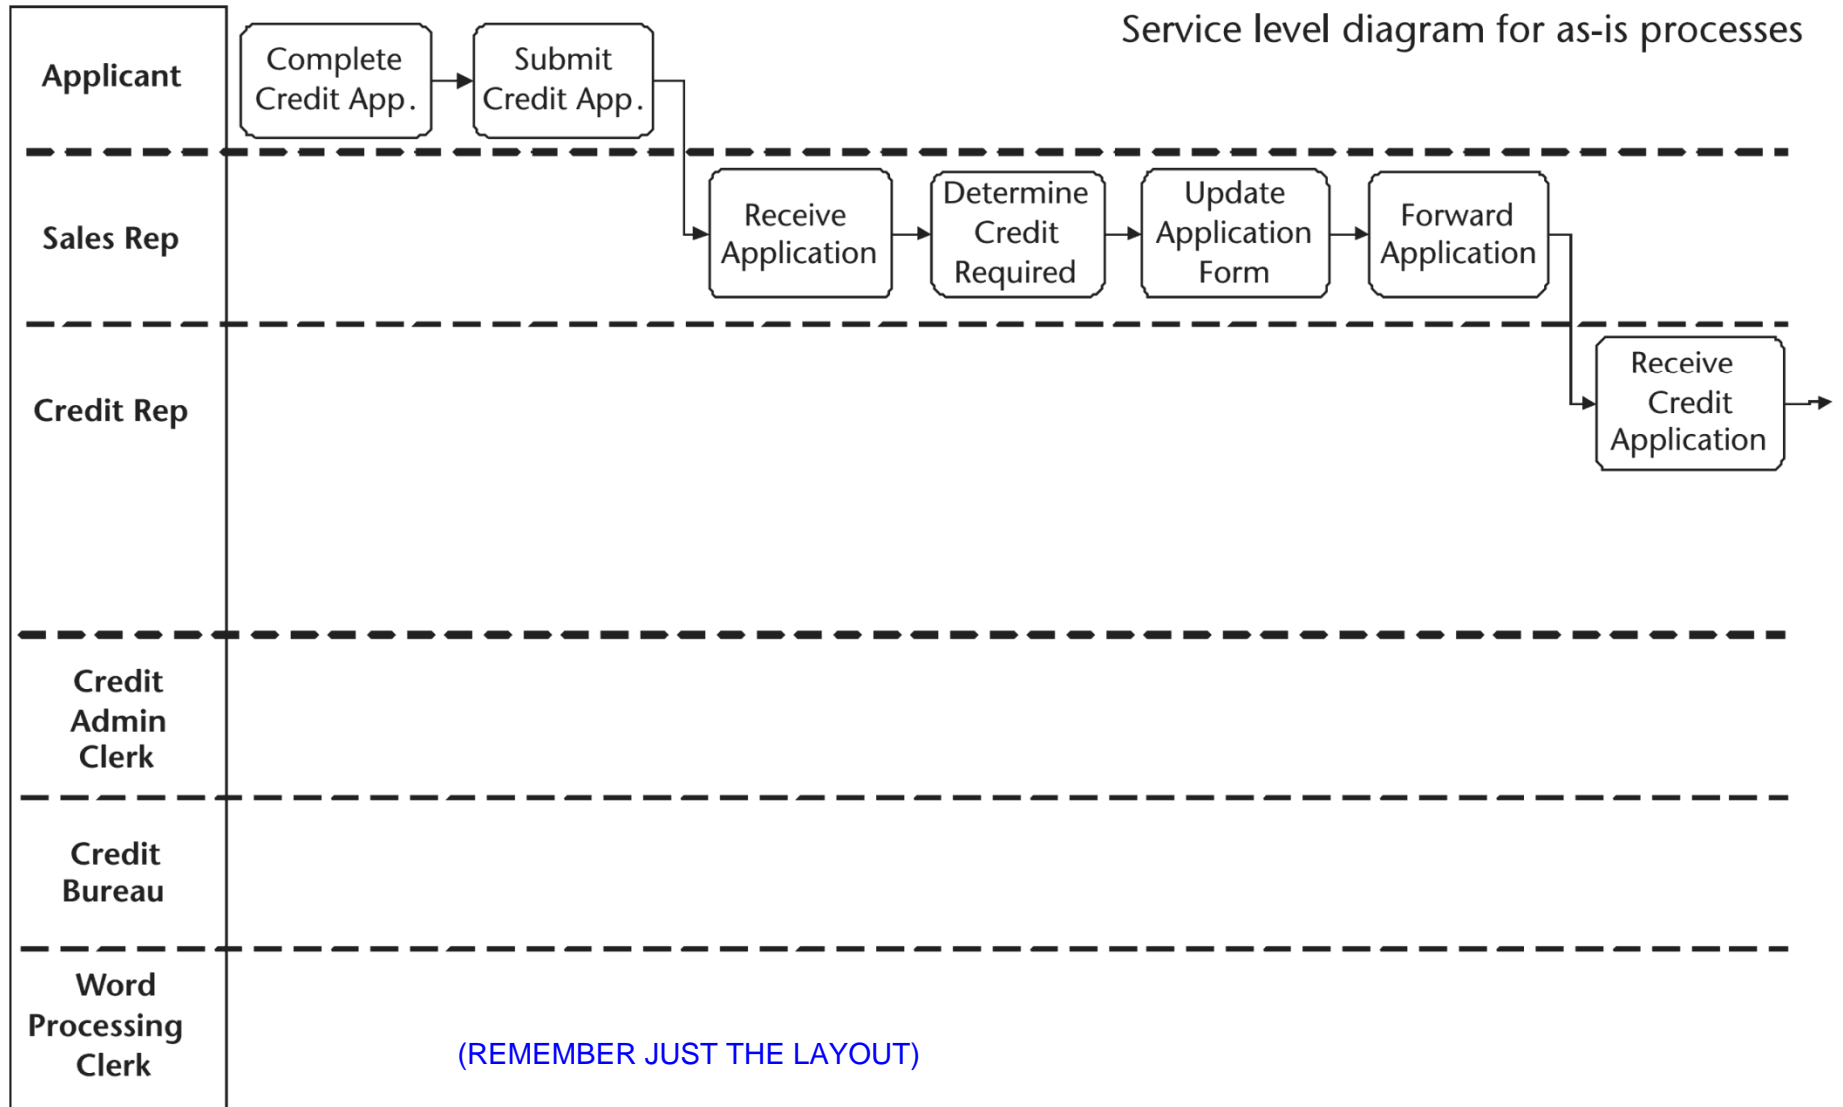 Service level diagram for as-is processes
Applicant
Complete
Credit App.
Submit
Credit App.
Sales Rep
Receive
Application
Determine
Credit
Required
Update
Application
Form
Forward
Application
Credit Rep
Receive
Credit
Application
Credit
Admin
Clerk
Credit
Bureau
Word
Processing
Clerk
(REMEMBER JUST THE LAYOUT)